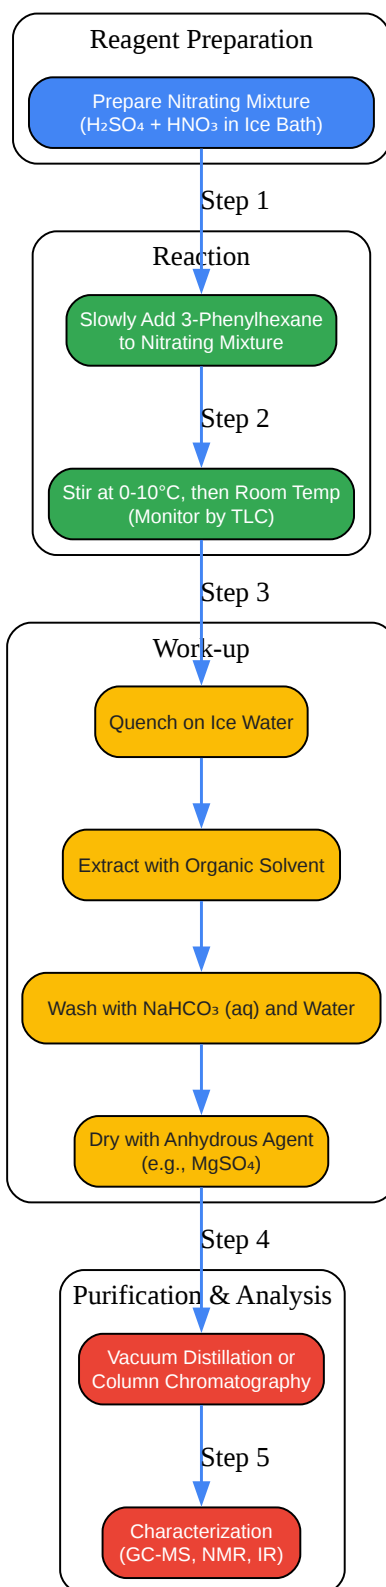 Reagent Preparation
Prepare Nitrating Mixture
(H₂SO₄ + HNO₃ in Ice Bath)
Step 1
Reaction
Slowly Add 3-Phenylhexane
to Nitrating Mixture
Step 2
Stir at 0-10°C, then Room Temp
(Monitor by TLC)
Step 3
Work-up
Quench on Ice Water
Extract with Organic Solvent
Wash with NaHCO₃ (aq) and Water
Dry with Anhydrous Agent
(e.g., MgSO₄)
Step 4
Purification & Analysis
Vacuum Distillation or
Column Chromatography
Step 5
Characterization
(GC-MS, NMR, IR)